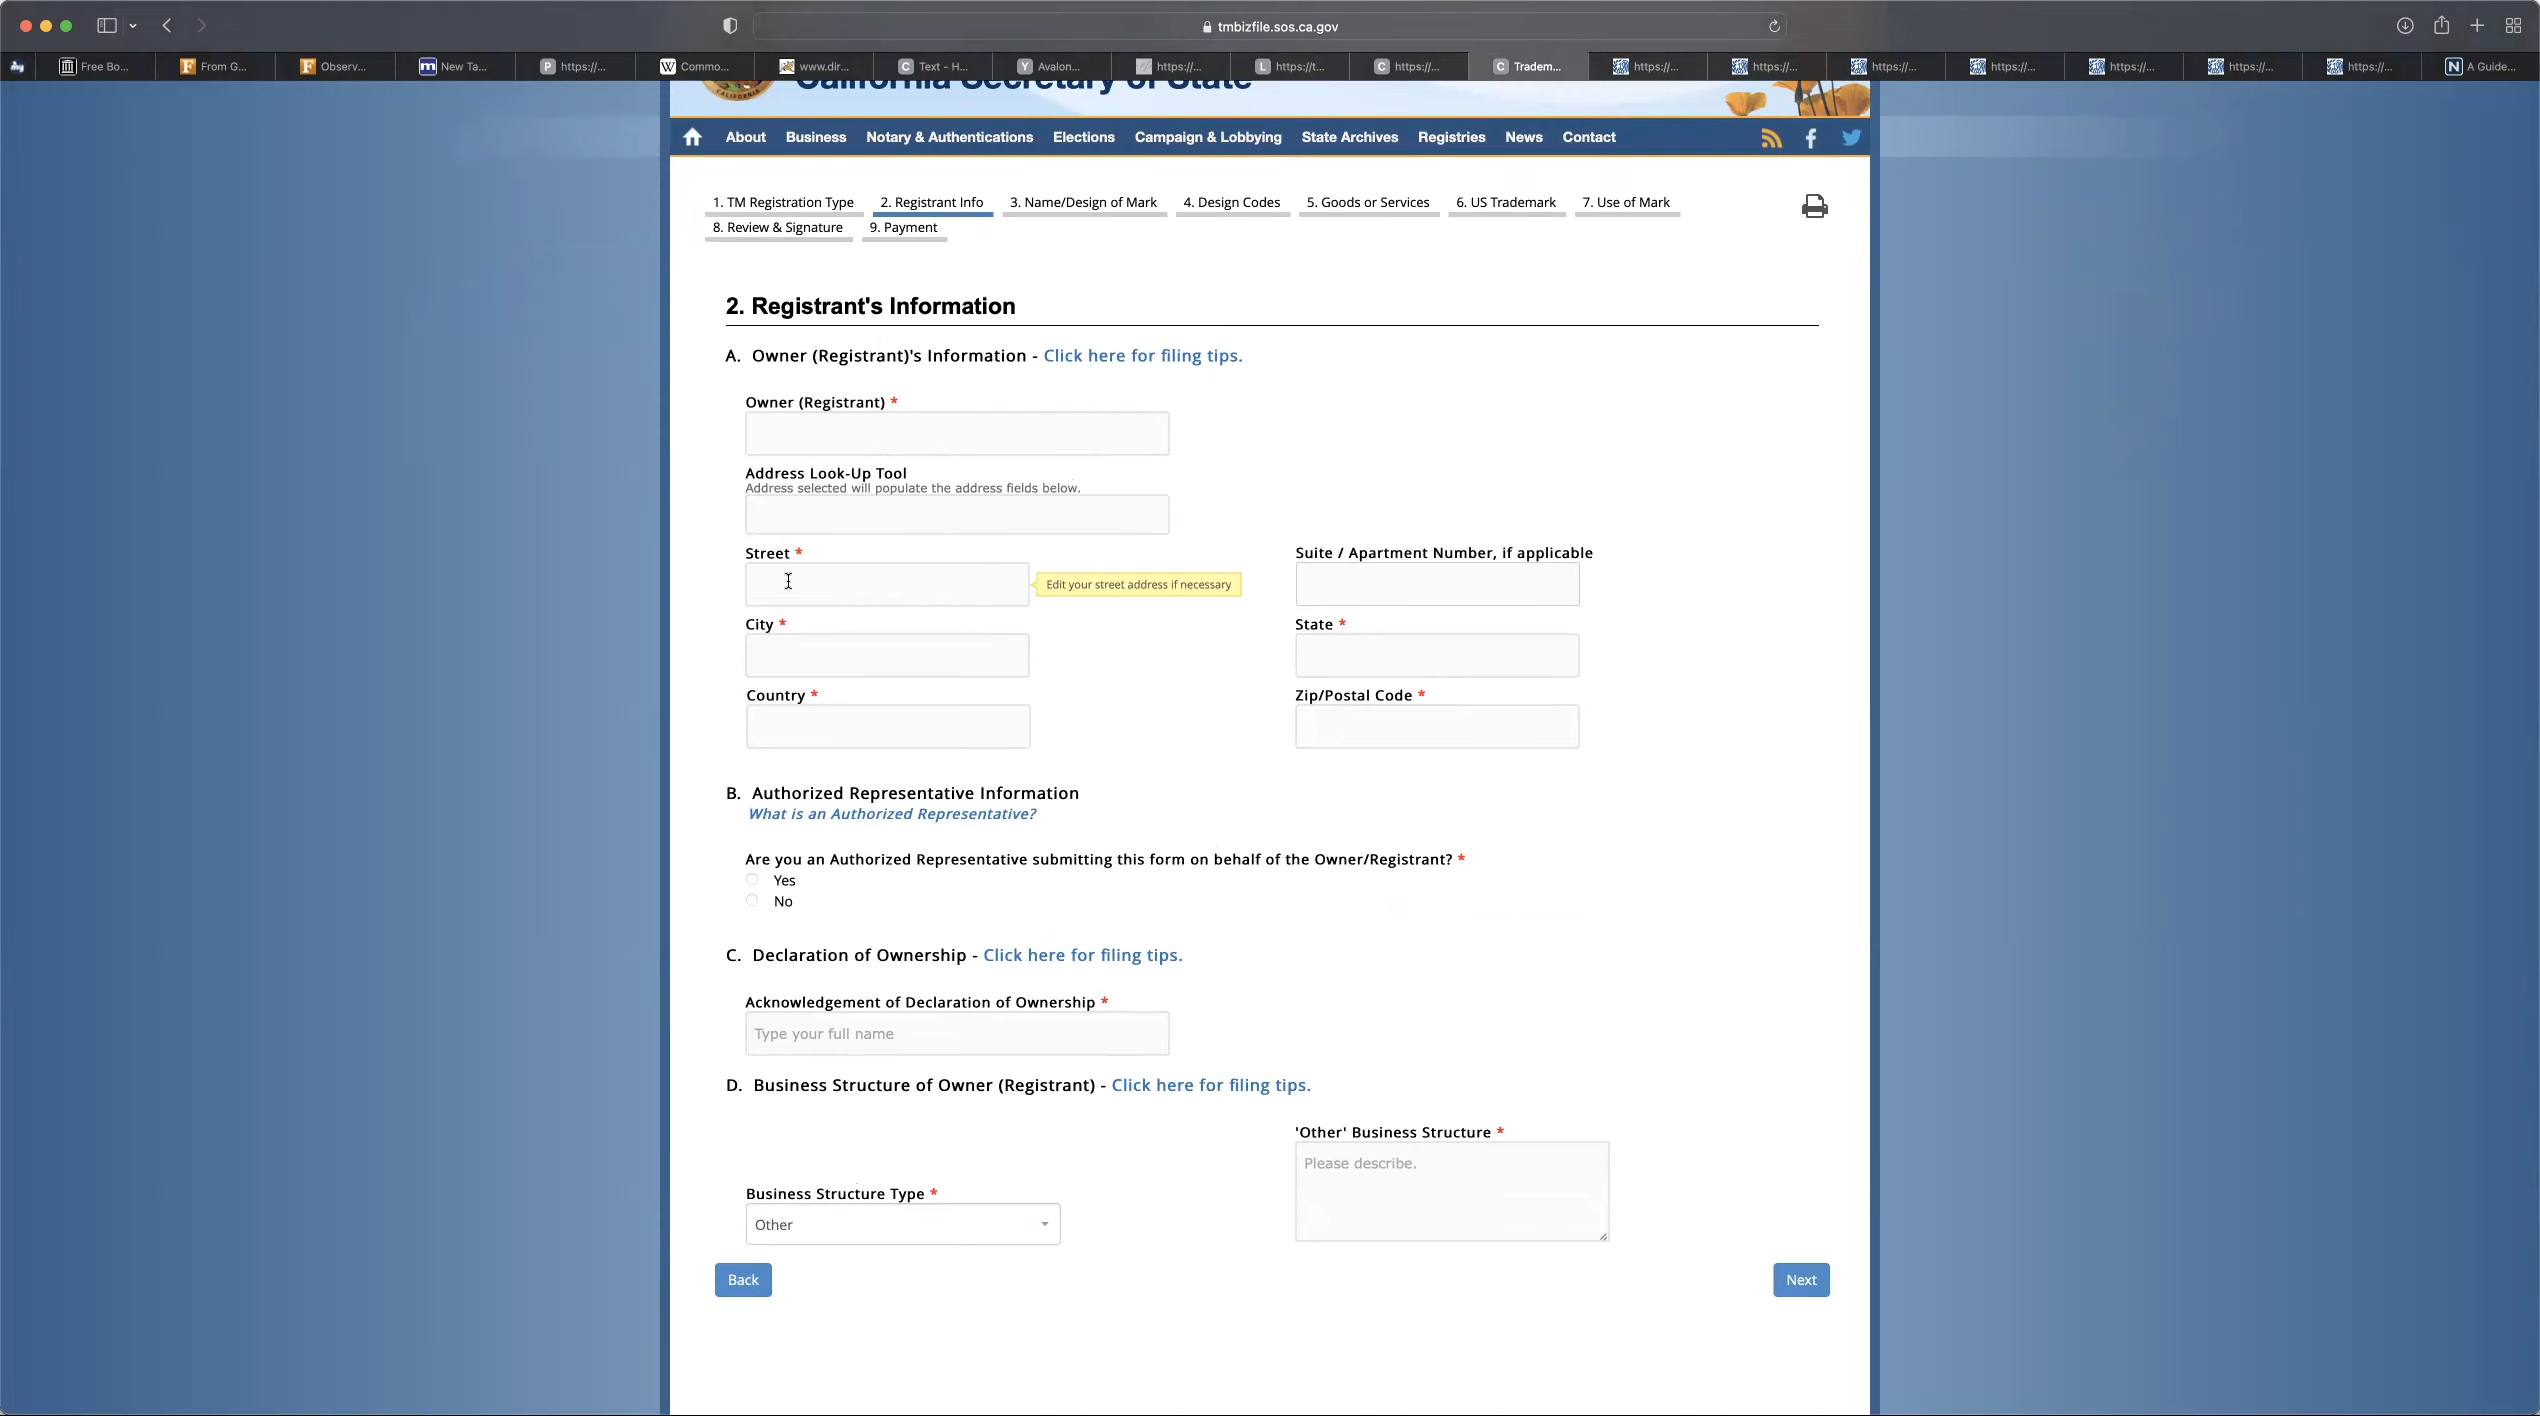 tmbizfile.sos.ca.gov
Free Bo...
From G...
Observ...
New Ta...
https://...
Commo...
www.dir...
Text - H...
Avalon...
https://...
https://t...
https://...
Tradem...
https://...
https://...
https://...
https://...
https://...
https://...
https://...
A Guide...
California Secretary of State
About Business Notary & Authentications Elections Campaign & Lobbying State Archives Registries News Contact
1. TM Registration Type 2. Registrant Info 3. Name/Design of Mark 4. Design Codes 5. Goods or Services 6. US Trademark 7. Use of Mark
8. Review & Signature 9. Payment
2. Registrant's Information
A. Owner (Registrant)'s Information - Click here for filing tips.
Owner (Registrant) *
Address Look-Up Tool
Address selected will populate the address fields below.
Street * Suite / Apartment Number, if applicable
Edit your street address if necessary
City * State *
Country * Zip/Postal Code *
B. Authorized Representative Information
What is an Authorized Representative?
Are you an Authorized Representative submitting this form on behalf of the Owner/Registrant? *
Yes
No
C. Declaration of Ownership - Click here for filing tips.
Acknowledgement of Declaration of Ownership *
Type your full name
D. Business Structure of Owner (Registrant) - Click here for filing tips.
'Other' Business Structure *
Please describe.
Business Structure Type *
Other
Back Next